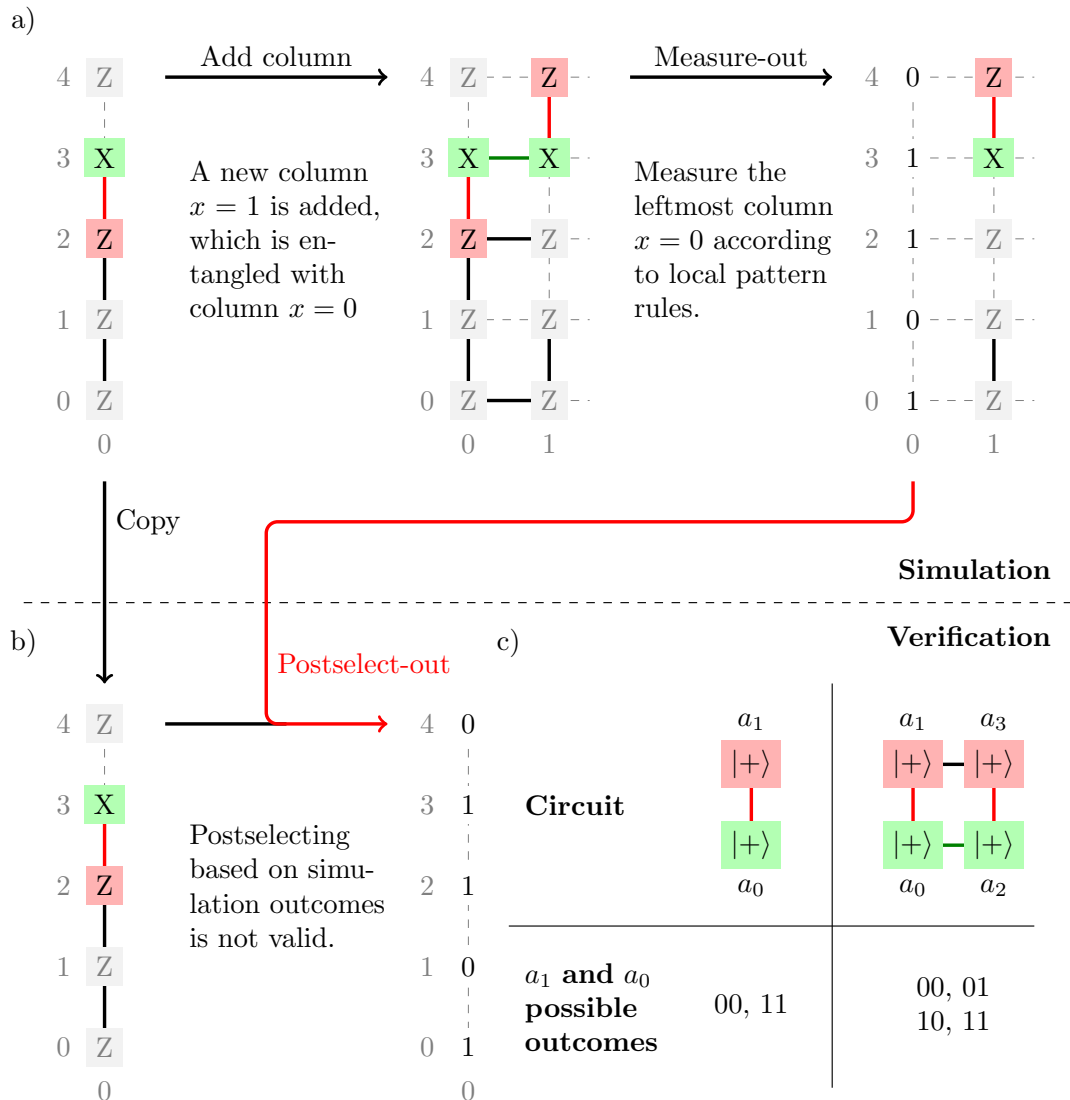 a)
Add column
Measure-out
4 Z
4 Z Z
4 0 Z
3 X
3 X X
3 1 X
A new column
x = 1 is added,
which is en-
tangled with
column x = 0
Measure the
leftmost column
x = 0 according
to local pattern
rules.
2 Z
2 Z Z
2 1 Z
1 Z
1 Z Z
1 0 Z
0 Z
0 Z Z
0 1 Z
0
0 1
0 1
Copy
Simulation
Verification
b)
Postselect-out
4 Z
4 0
3 X
3 1
Postselecting
based on simu-
lation outcomes
is not valid.
2 Z
2 1
1 Z
1 0
0 Z
0 1
0
0
c)
a₁
a₁ a₃
|+⟩
|+⟩ |+⟩
Circuit
|+⟩
|+⟩ |+⟩
a₀
a₀ a₂
a₁ and a₀
possible
outcomes
00, 11
00, 01
10, 11